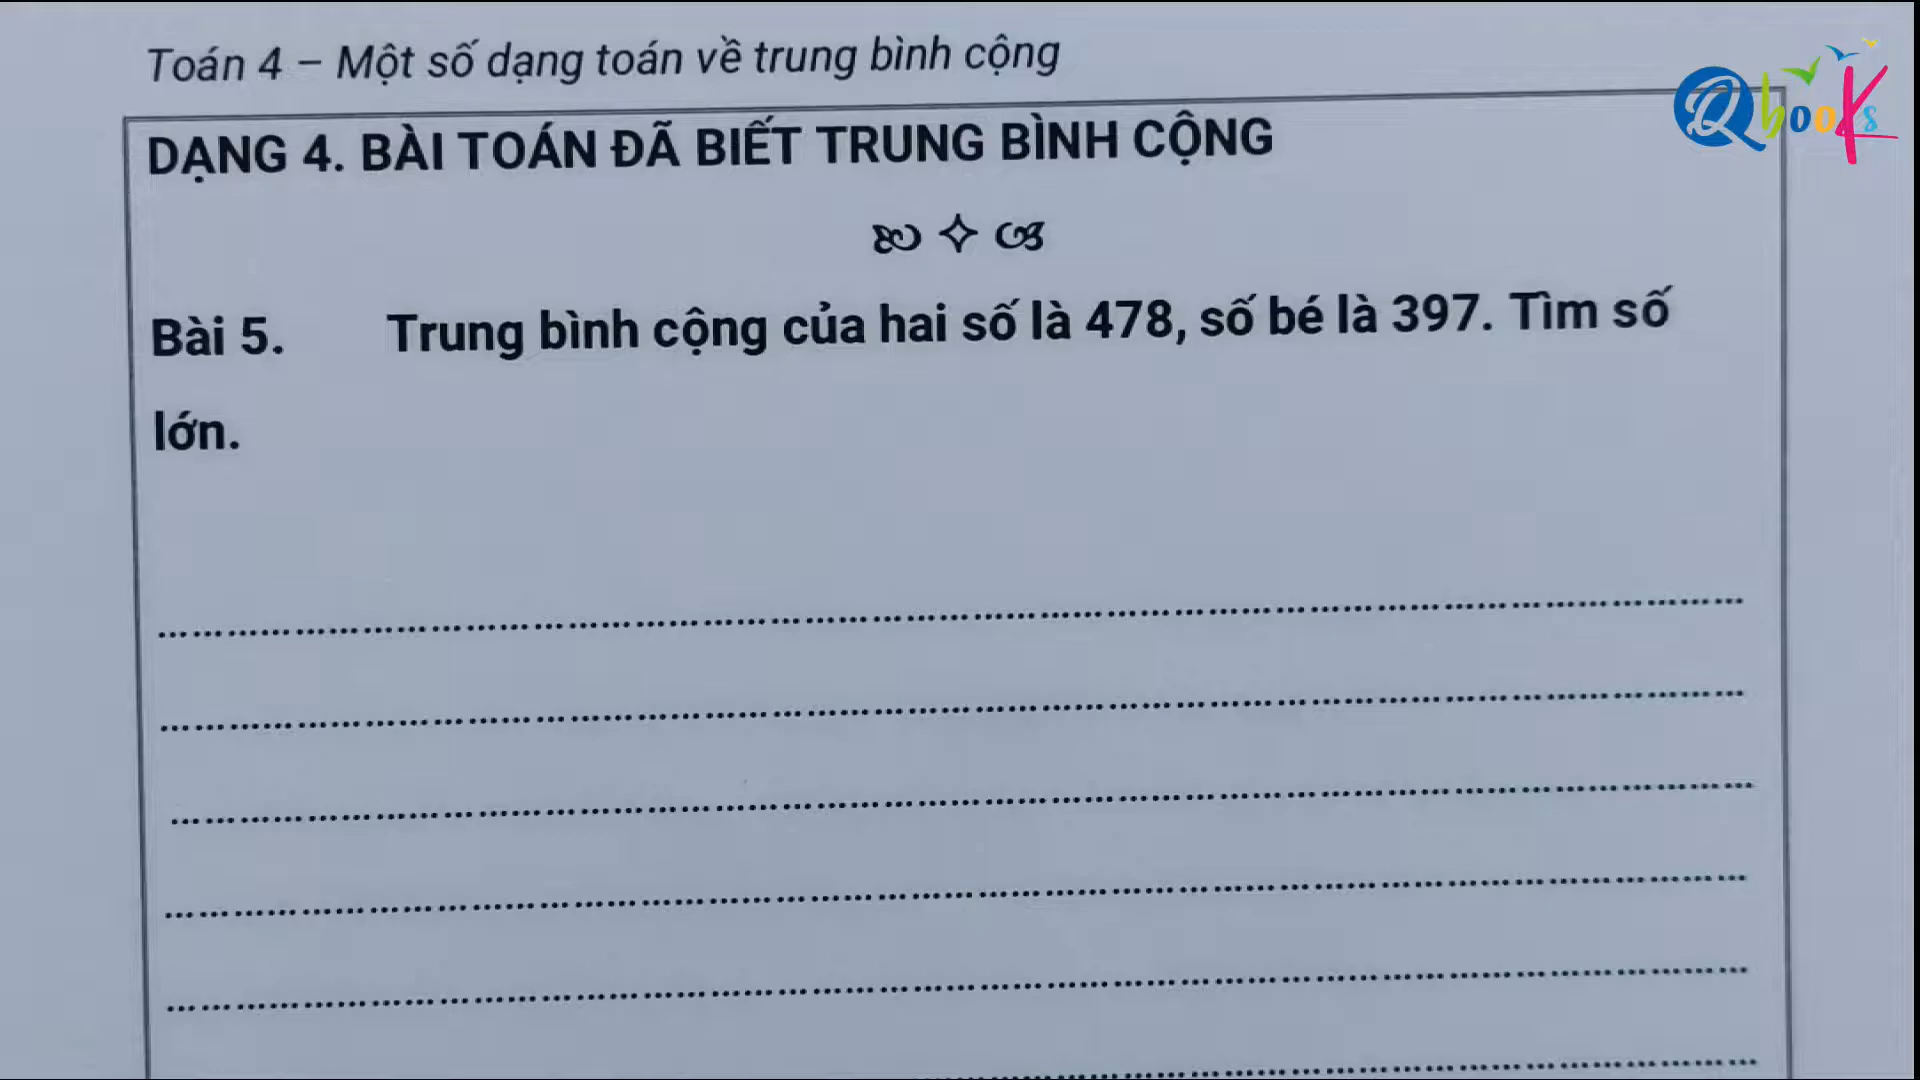 Toán 4 – Một số dạng toán về trung bình cộng
Qbooks
DẠNG 4. BÀI TOÁN ĐÃ BIẾT TRUNG BÌNH CỘNG
Bài 5. Trung bình cộng của hai số là 478, số bé là 397. Tìm số
lớn.